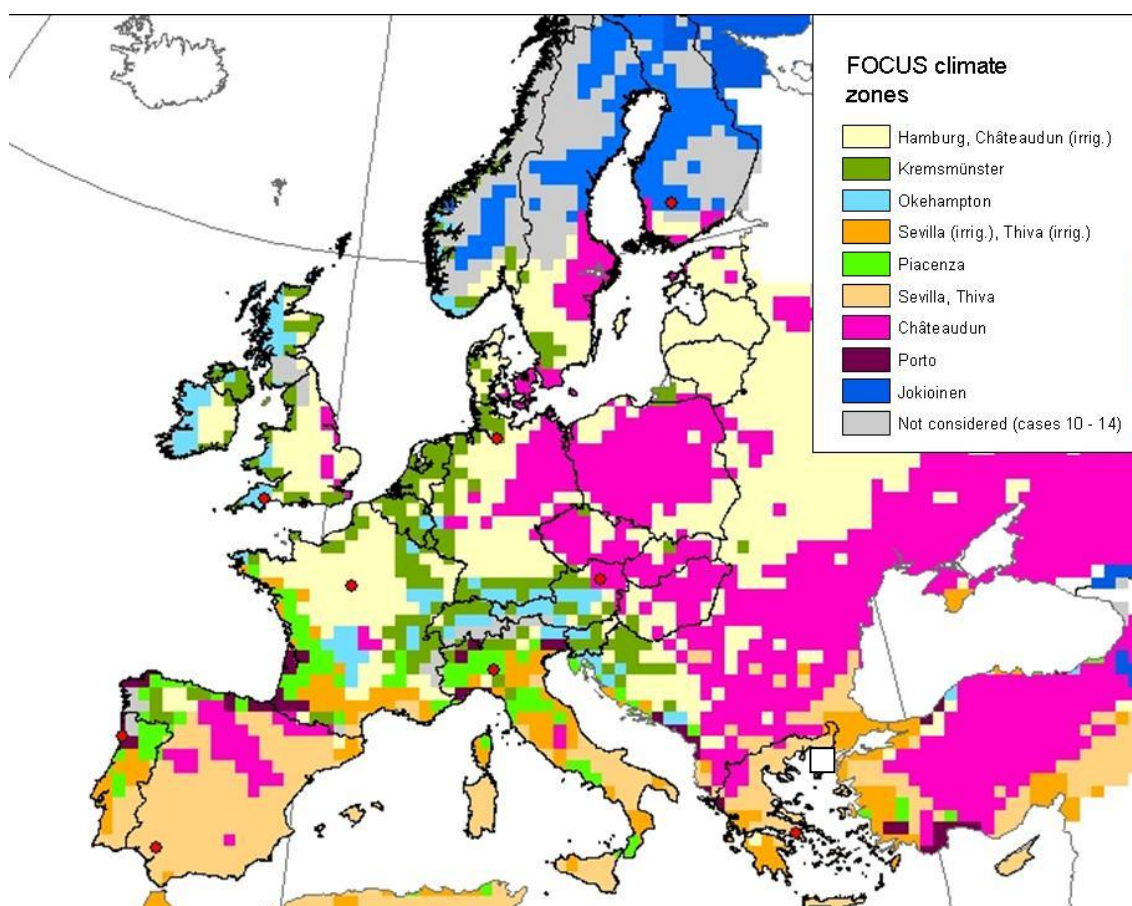 FOCUS climate
zones
Hamburg, Châteaudun (irrig.)
Kremsmünster
Okehampton
Sevilla (irrig.), Thiva (irrig.)
Piacenza
Sevilla, Thiva
Châteaudun
Porto
Jokioinen
Not considered (cases 10 - 14)